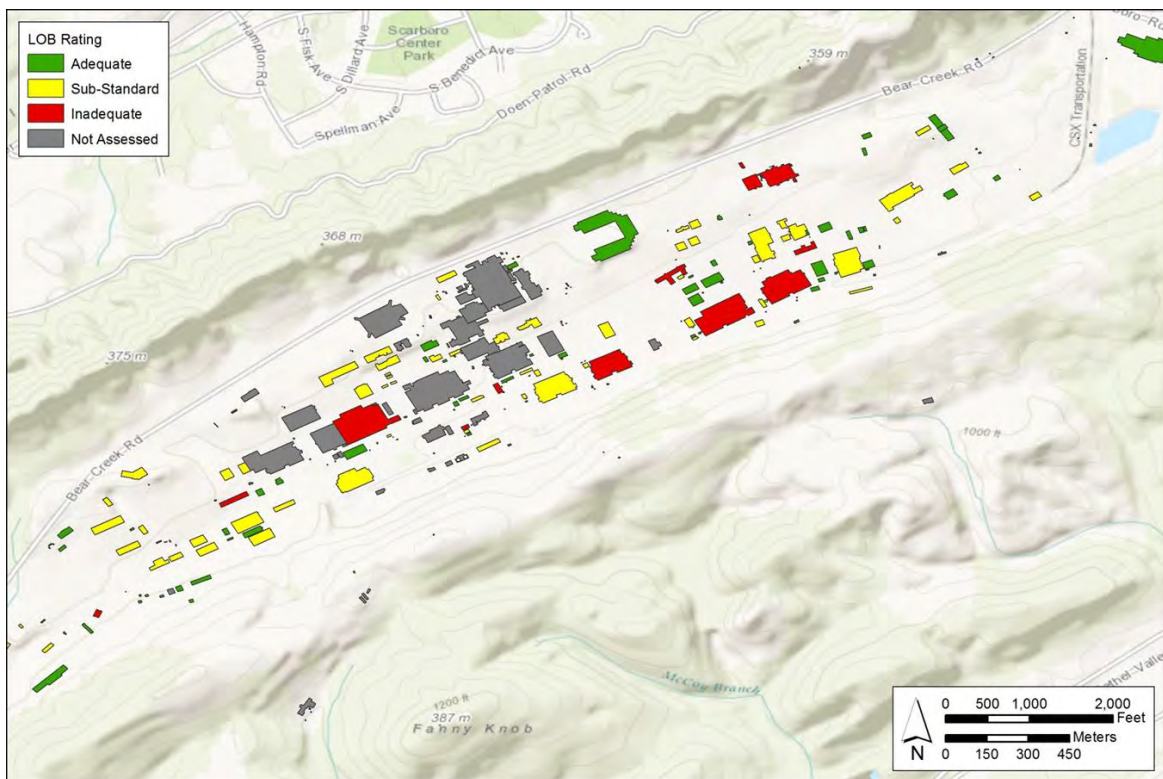 LOB Rating
Adequate
Sub-Standard
Inadequate
Not Assessed
Hampton Rd
S Fisk Ave
S Dillard Ave
Scarboro
Center
Park
S Benedict Ave
Spellman Ave
Doen-Patrol-Rd
359 m
Bear-Creek-Rd
CSX Transportation
368 m
375 m
Bear-Creek-Rd
1000 ft
McCoy Branch
1200 ft
387 m
Fanny Knob
0 500 1,000 2,000
Feet
Meters
0 150 300 450
N